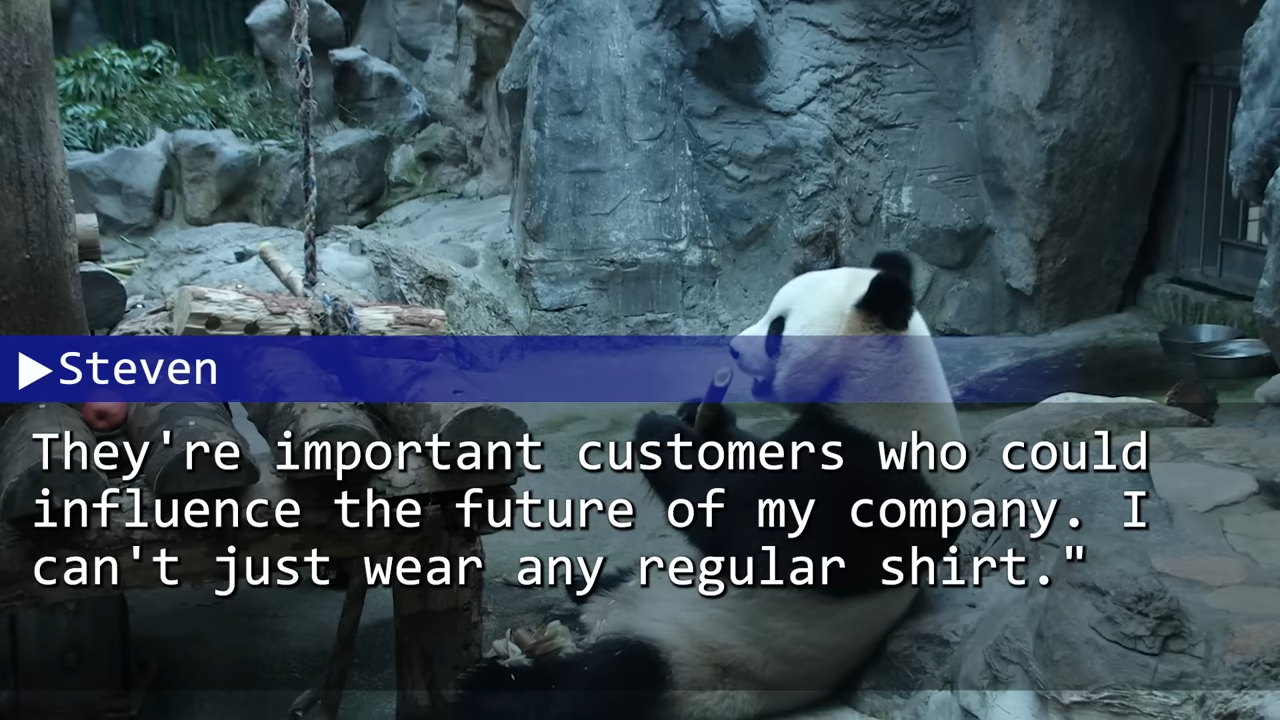 ▶Steven
They're important customers who could
influence the future of my company. I
can't just wear any regular shirt."